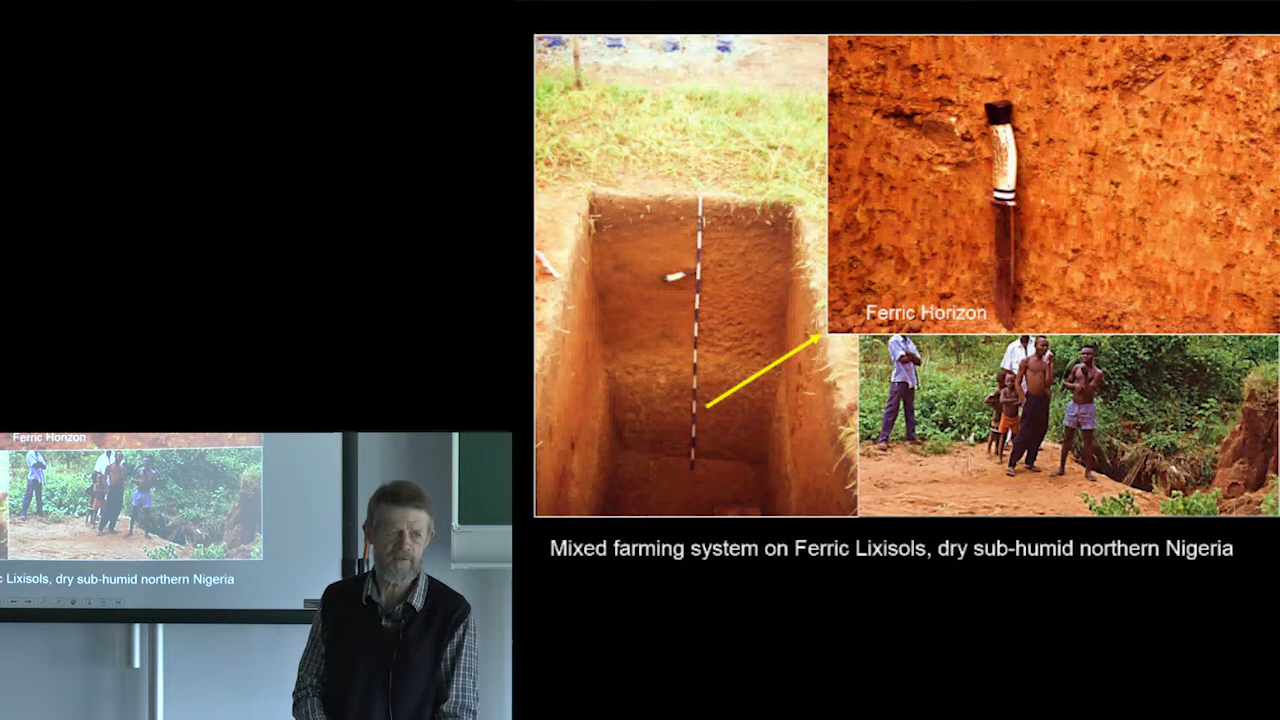 Ferric Horizon
Mixed farming system on Ferric Lixisols, dry sub-humid northern Nigeria
Ferric Horizon
c Lixisols, dry sub-humid northern Nigeria